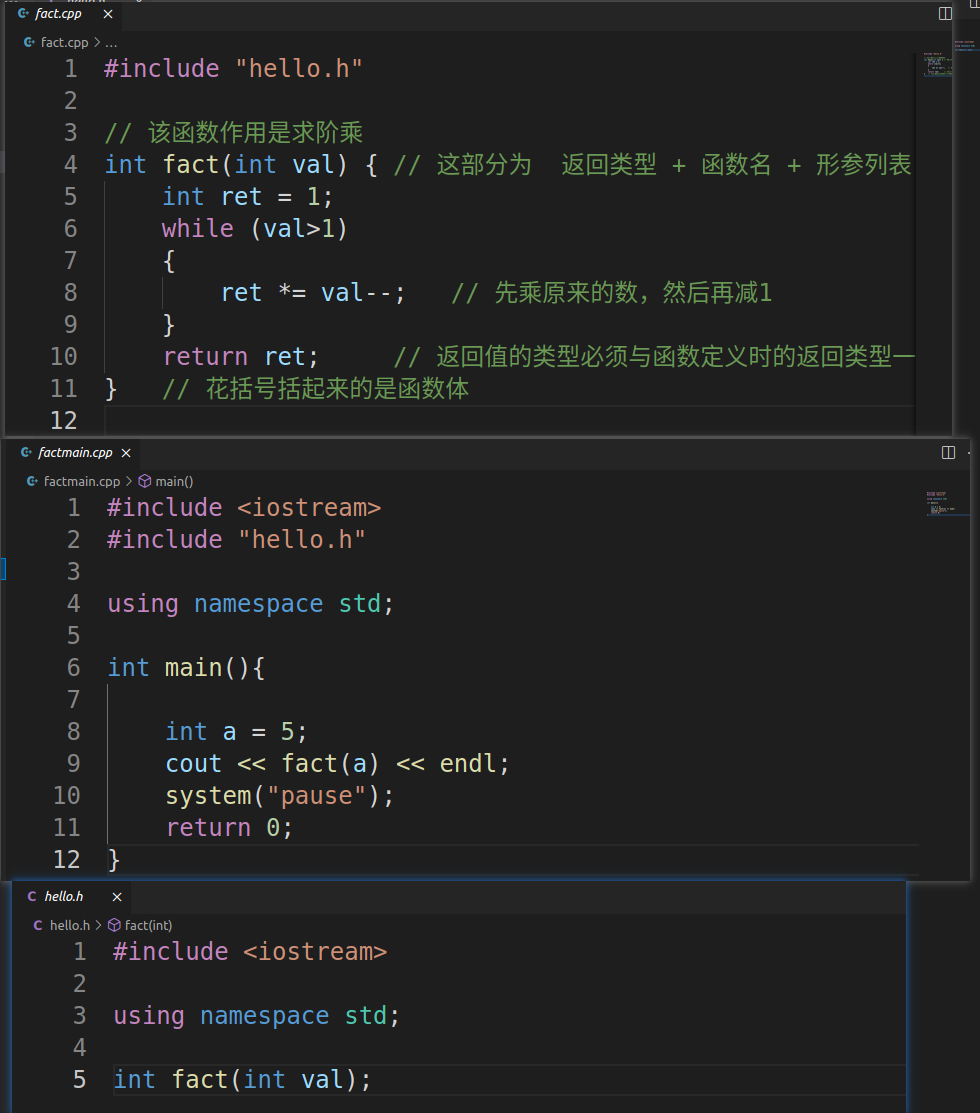 fact.cpp ×
fact.cpp > ...
1 #include "hello.h"
2
3 // 该函数作用是求阶乘
4 int fact(int val) { // 这部分为  返回类型 + 函数名 + 形参列表
5     int ret = 1;
6     while (val>1)
7     {
8         ret *= val--;   // 先乘原来的数，然后再减1
9     }
10     return ret;     // 返回值的类型必须与函数定义时的返回类型一
11 }   // 花括号括起来的是函数体
12
factmain.cpp ×
factmain.cpp > main()
1 #include <iostream>
2 #include "hello.h"
3
4 using namespace std;
5
6 int main(){
7
8     int a = 5;
9     cout << fact(a) << endl;
10     system("pause");
11     return 0;
12 }
C hello.h ×
C hello.h > fact(int)
1 #include <iostream>
2
3 using namespace std;
4
5 int fact(int val);